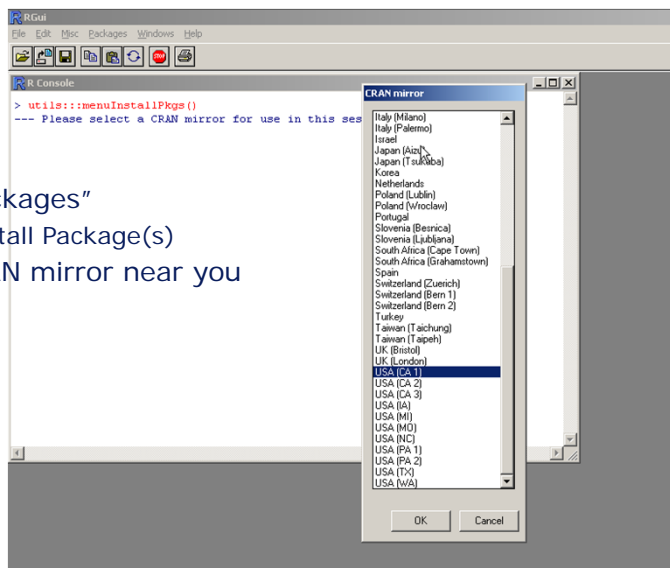 RGui
File Edit Misc Packages Windows Help
STOP
R Console
> utils:::menuInstallPkgs()
--- Please select a CRAN mirror for use in this ses
ckages"
tall Package(s)
AN mirror near you
CRAN mirror
Italy (Milano)
Italy (Palermo)
Israel
Japan (Aizu)
Japan (Tsukuba)
Korea
Netherlands
Poland (Lublin)
Poland (Wroclaw)
Portugal
Slovenia (Besnica)
Slovenia (Ljubljana)
South Africa (Cape Town)
South Africa (Grahamstown)
Spain
Switzerland (Zuerich)
Switzerland (Bern 1)
Switzerland (Bern 2)
Turkey
Taiwan (Taichung)
Taiwan (Taipeh)
UK (Bristol)
UK (London)
USA (CA 1)
USA (CA 2)
USA (CA 3)
USA (IA)
USA (MI)
USA (MO)
USA (NC)
USA (PA 1)
USA (PA 2)
USA (TX)
USA (WA)
OK Cancel